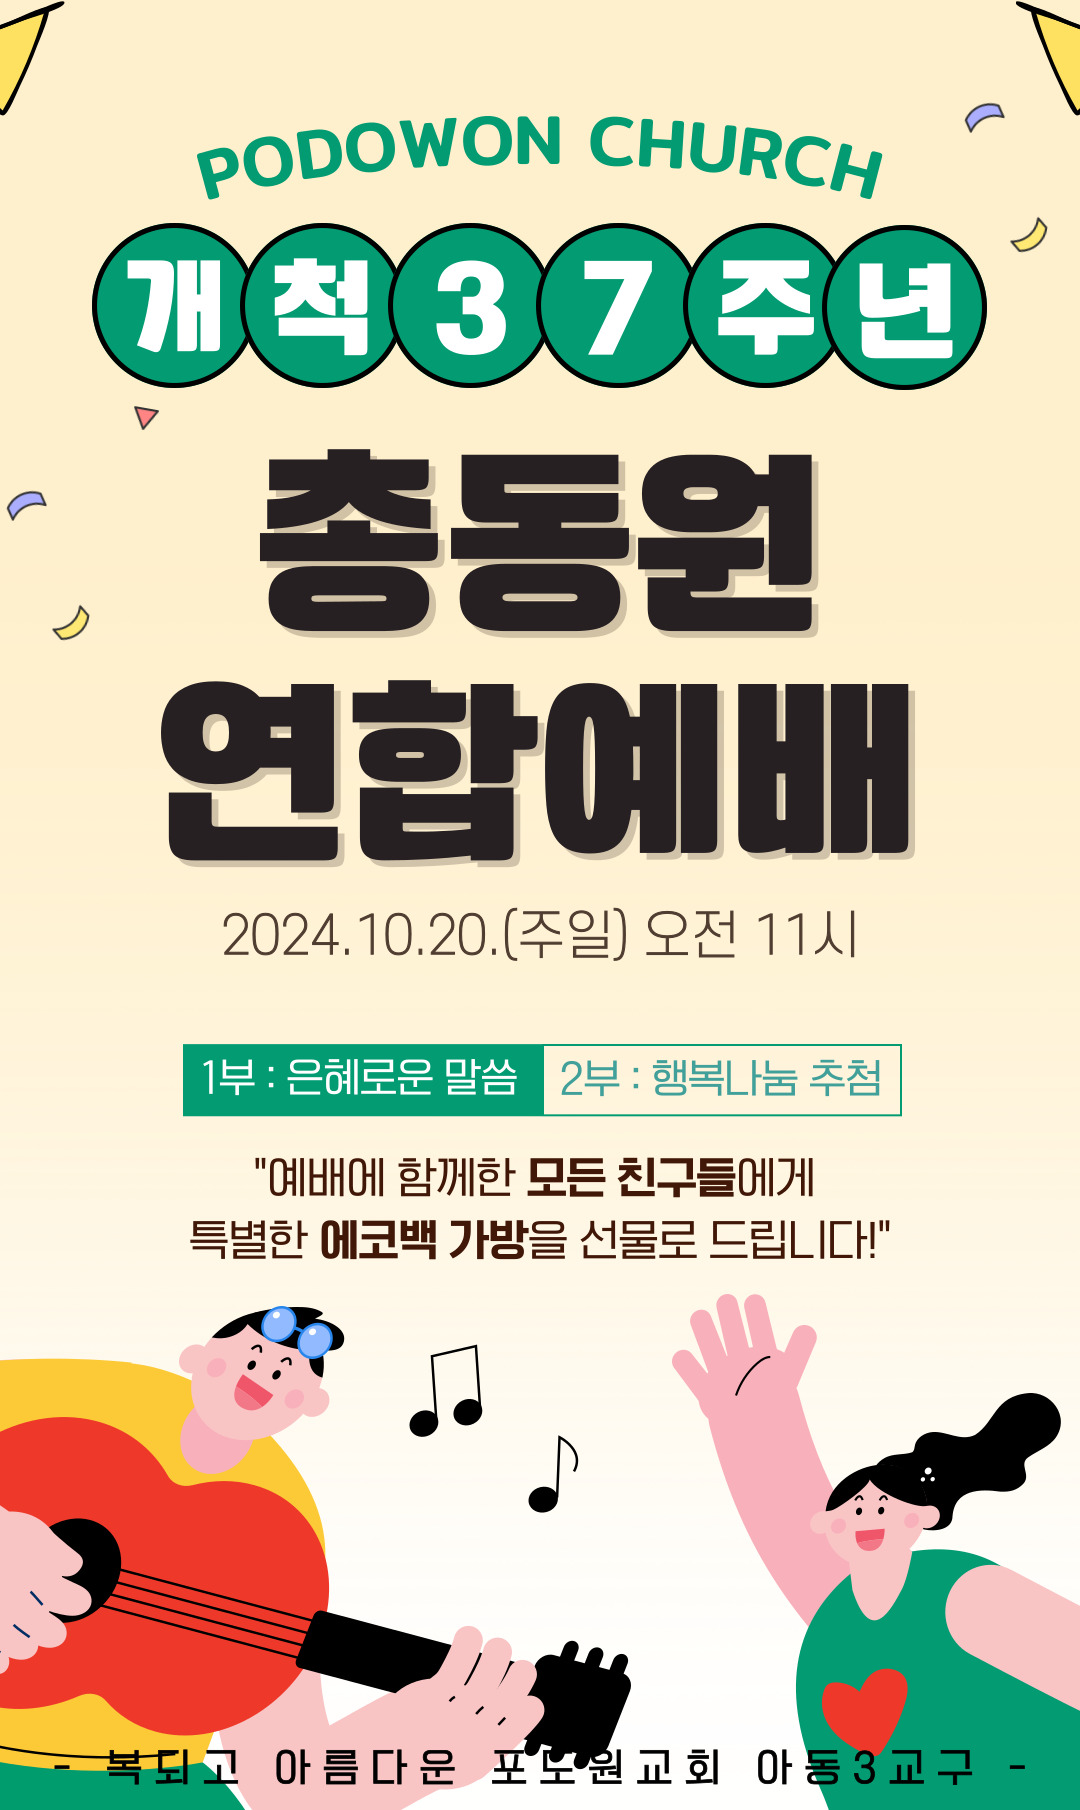 PODOWON CHURCH
개척37주년
총동원
연합예배
2024.10.20.(주일) 오전 11시
1부 : 은혜로운 말씀 2부 : 행복나눔 추첨
"예배에 함께한 모든 친구들에게
특별한 에코백 가방을 선물로 드립니다!"
- 복되고 아름다운 포도원교회 아동3교구 -